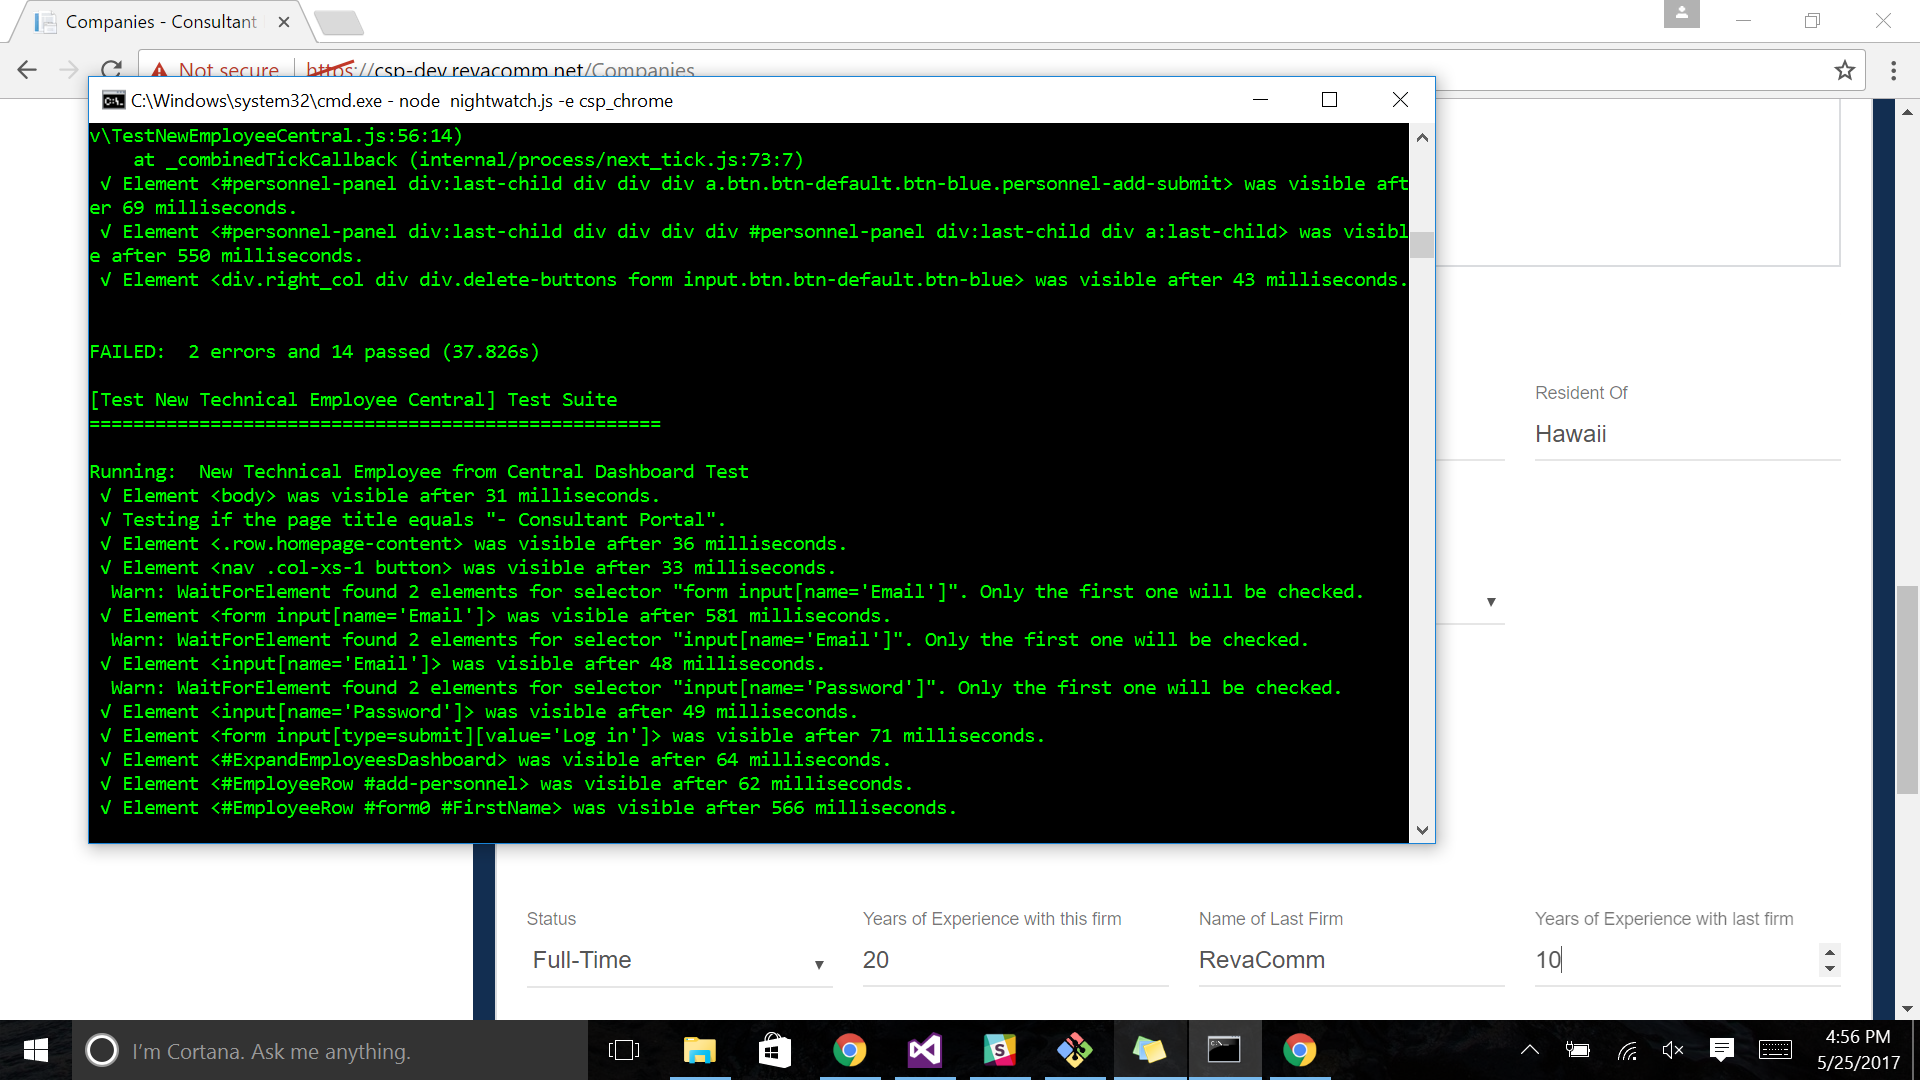 Companies - Consultant
Not secure https://csp-dev.revacomm.net/Companies
C:\Windows\system32\cmd.exe - node  nightwatch.js -e csp_chrome
v\TestNewEmployeeCentral.js:56:14)
    at _combinedTickCallback (internal/process/next_tick.js:73:7)
 √ Element <#personnel-panel div:last-child div div div a.btn.btn-default.btn-blue.personnel-add-submit> was visible aft
er 69 milliseconds.
 √ Element <#personnel-panel div:last-child div div div div #personnel-panel div:last-child div a:last-child> was visibl
e after 550 milliseconds.
 √ Element <div.right_col div div.delete-buttons form input.btn.btn-default.btn-blue> was visible after 43 milliseconds.
FAILED:  2 errors and 14 passed (37.826s)
[Test New Technical Employee Central] Test Suite
====================================================
Running:  New Technical Employee from Central Dashboard Test
 √ Element <body> was visible after 31 milliseconds.
 √ Testing if the page title equals "- Consultant Portal".
 √ Element <.row.homepage-content> was visible after 36 milliseconds.
 √ Element <nav .col-xs-1 button> was visible after 33 milliseconds.
  Warn: WaitForElement found 2 elements for selector "form input[name='Email']". Only the first one will be checked.
 √ Element <form input[name='Email']> was visible after 581 milliseconds.
  Warn: WaitForElement found 2 elements for selector "input[name='Email']". Only the first one will be checked.
 √ Element <input[name='Email']> was visible after 48 milliseconds.
  Warn: WaitForElement found 2 elements for selector "input[name='Password']". Only the first one will be checked.
 √ Element <input[name='Password']> was visible after 49 milliseconds.
 √ Element <form input[type=submit][value='Log in']> was visible after 71 milliseconds.
 √ Element <#ExpandEmployeesDashboard> was visible after 64 milliseconds.
 √ Element <#EmployeeRow #add-personnel> was visible after 62 milliseconds.
 √ Element <#EmployeeRow #form0 #FirstName> was visible after 566 milliseconds.
Resident Of
Hawaii
Status Years of Experience with this firm Name of Last Firm Years of Experience with last firm
Full-Time 20 RevaComm 10
I'm Cortana. Ask me anything.
4:56 PM
5/25/2017